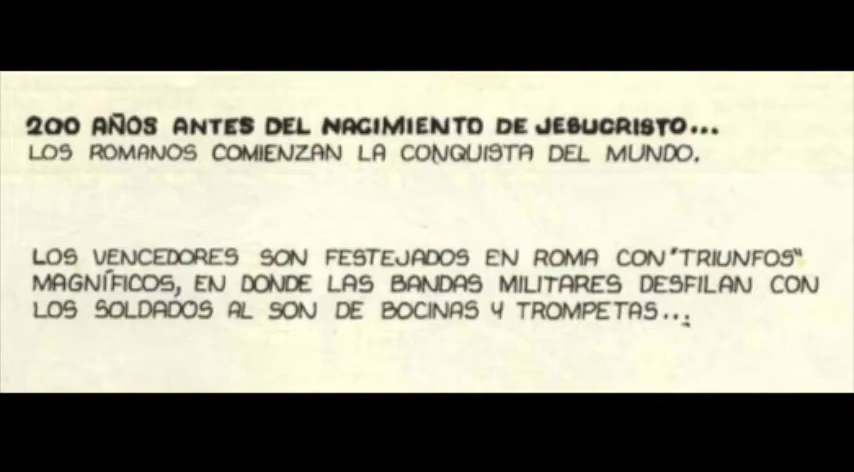 200 AÑOS ANTES DEL NACIMIENTO DE JESUCRISTO...
LOS ROMANOS COMIENZAN LA CONQUISTA DEL MUNDO.
LOS VENCEDORES SON FESTEJADOS EN ROMA CON "TRIUNFOS"
MAGNÍFICOS, EN DONDE LAS BANDAS MILITARES DESFILAN CON
LOS SOLDADOS AL SON DE BOCINAS Y TROMPETAS...